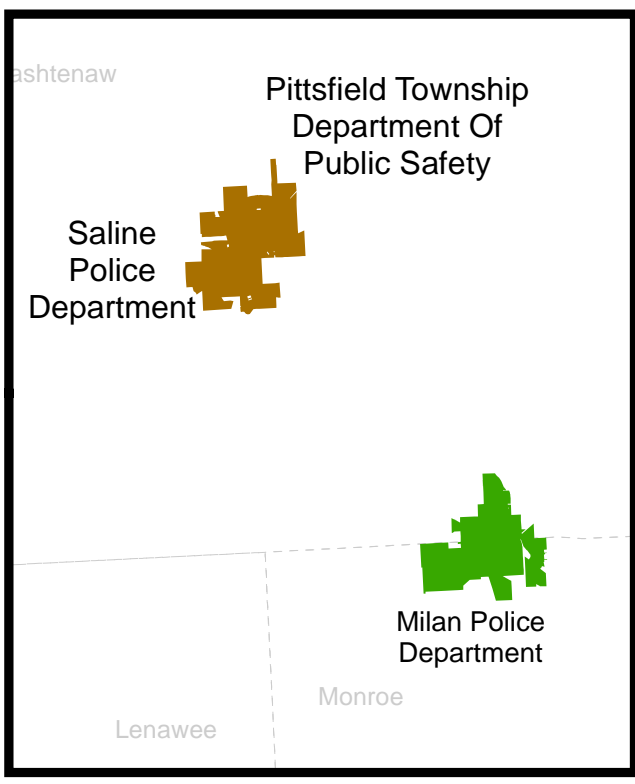 ashtenaw
Pittsfield Township
Department Of
Public Safety
Saline
Police
Department
Milan Police
Department
Monroe
Lenawee